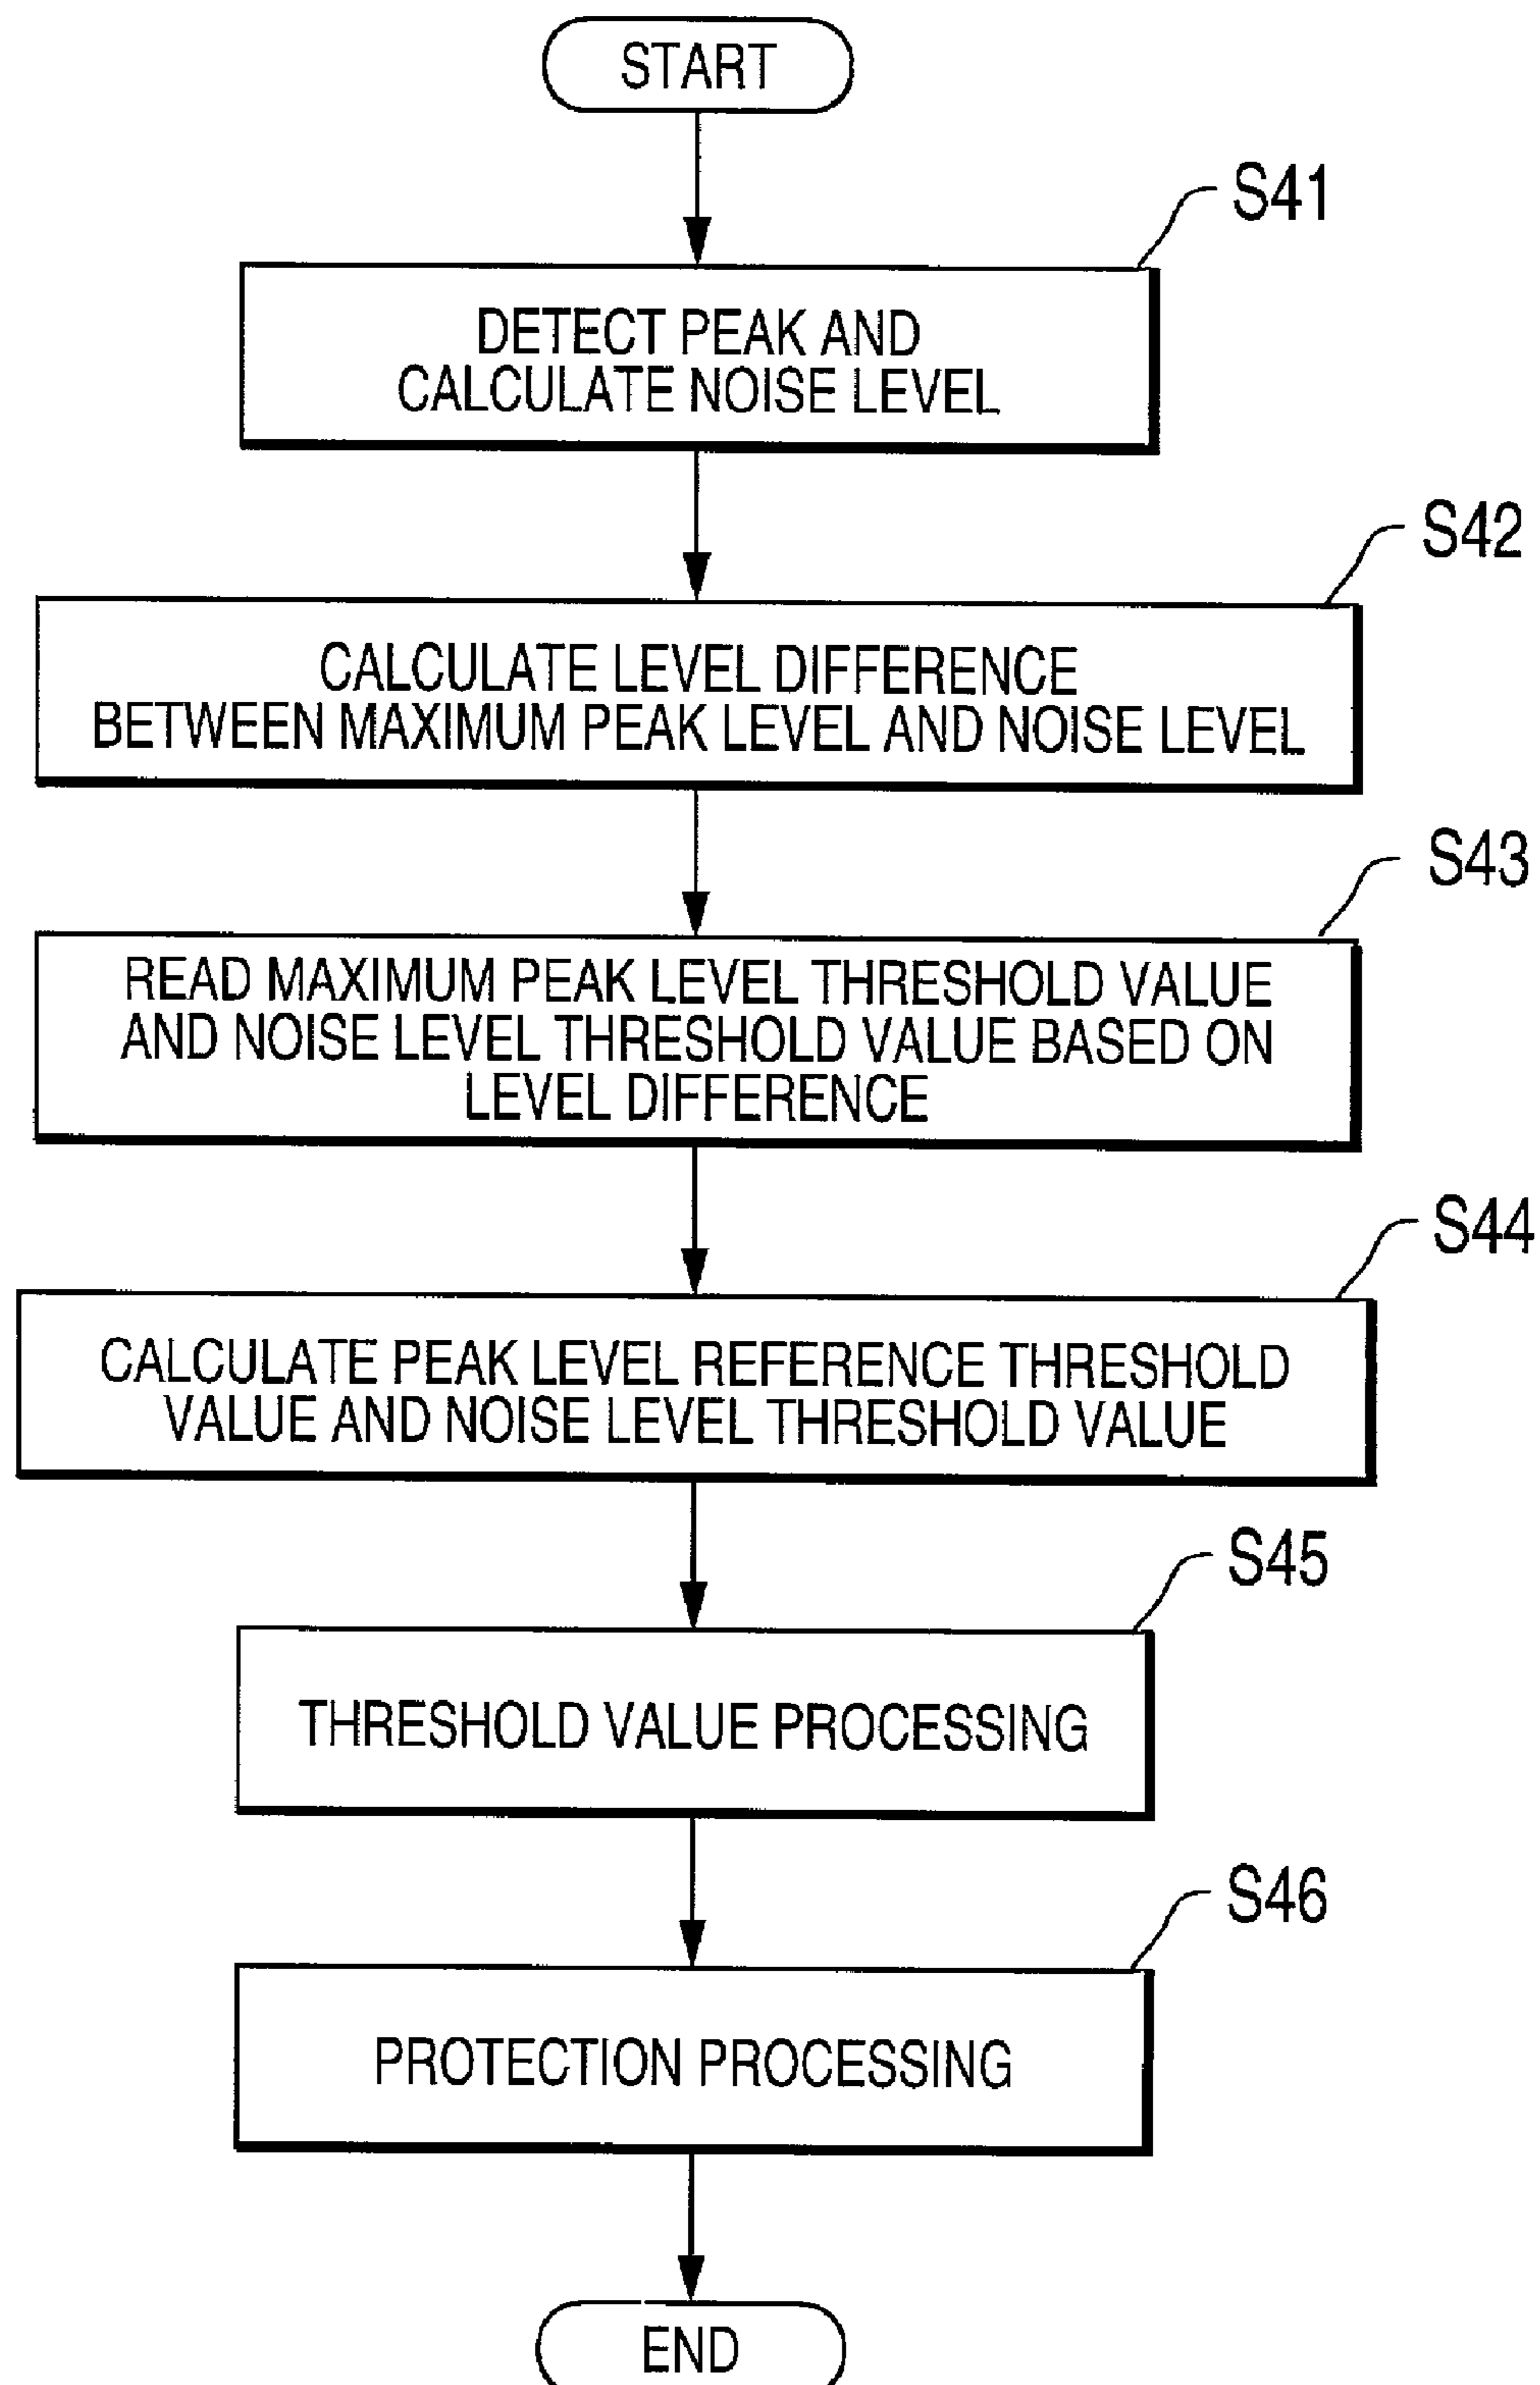 START
S41
DETECT PEAK AND
CALCULATE NOISE LEVEL
S42
CALCULATE LEVEL DIFFERENCE
BETWEEN MAXIMUM PEAK LEVEL AND NOISE LEVEL
S43
READ MAXIMUM PEAK LEVEL THRESHOLD VALUE
AND NOISE LEVEL THRESHOLD VALUE BASED ON
LEVEL DIFFERENCE
S44
CALCULATE PEAK LEVEL REFERENCE THRESHOLD
VALUE AND NOISE LEVEL THRESHOLD VALUE
S45
THRESHOLD VALUE PROCESSING
S46
PROTECTION PROCESSING
END